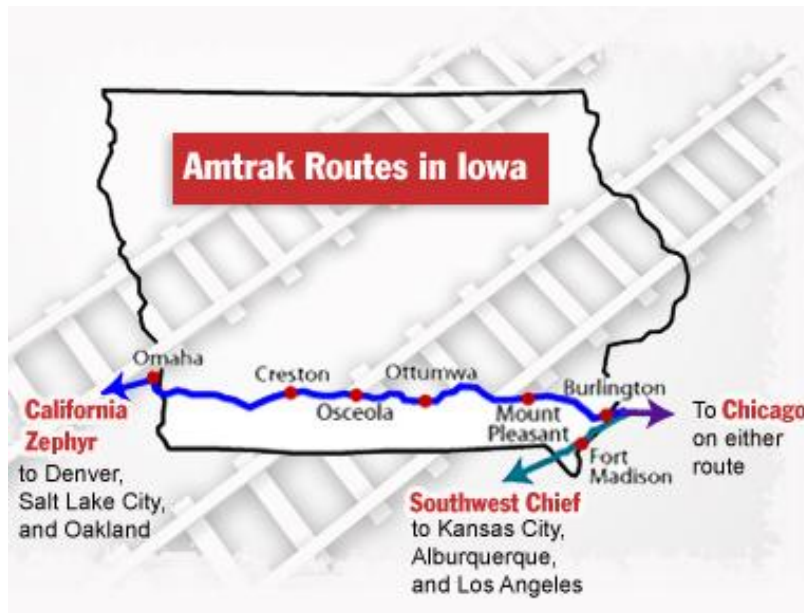 Amtrak Routes in Iowa
Omaha
Creston
Osceola
Ottumwa
Mount
Pleasant
Burlington
Fort
Madison
California
Zephyr
to Denver,
Salt Lake City,
and Oakland
Southwest Chief
to Kansas City,
Alburquerque,
and Los Angeles
To Chicago
on either
route